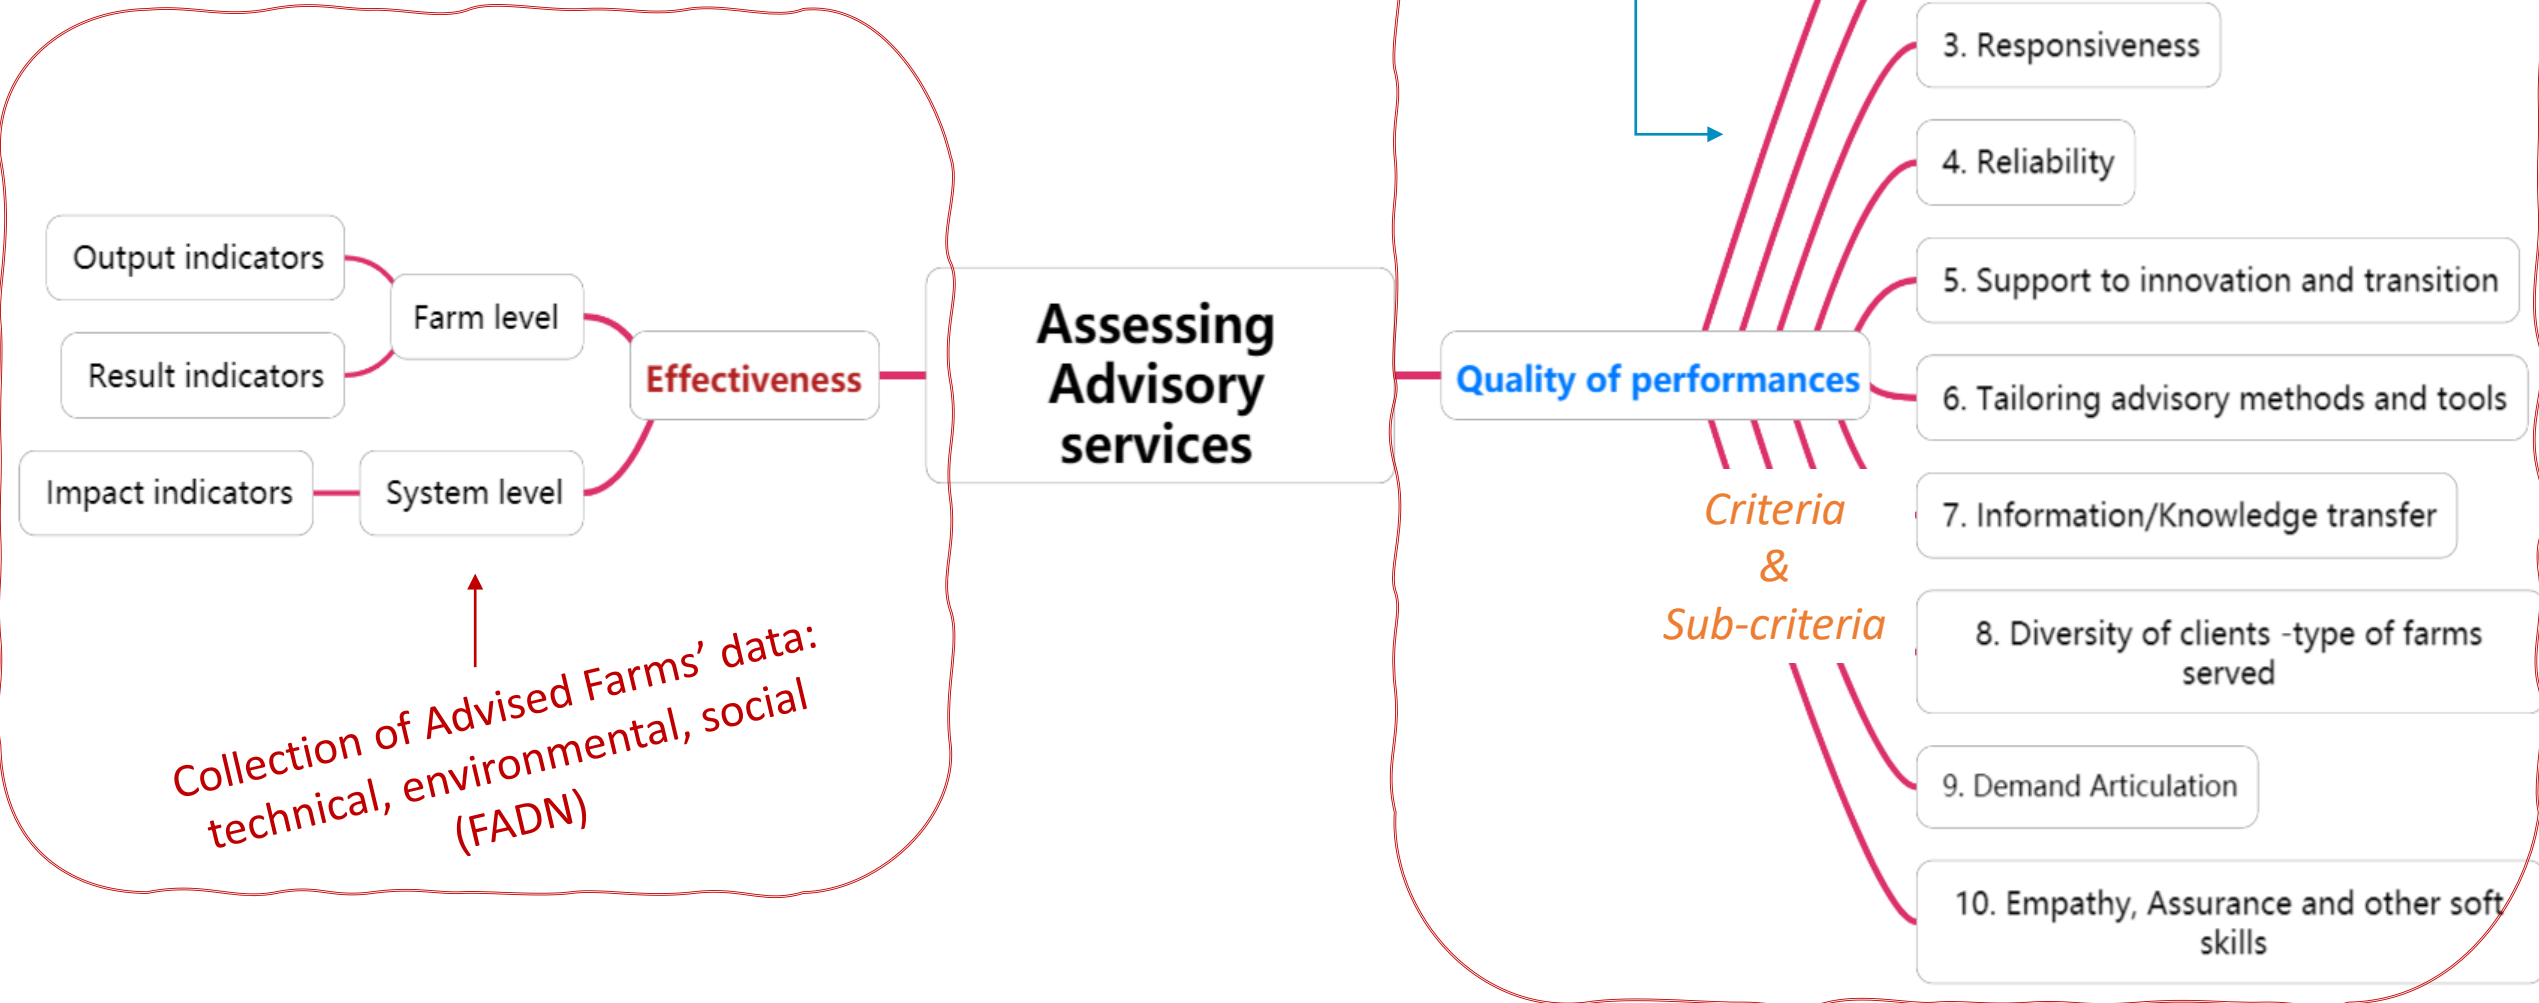 Output indicators
Result indicators
Impact indicators
Farm level
System level
Effectiveness
Collection of Advised Farms’ data:
technical, environmental, social
(FADN)
Assessing
Advisory
services
Quality of performances
Criteria
&
Sub-criteria
3. Responsiveness
4. Reliability
5. Support to innovation and transition
6. Tailoring advisory methods and tools
7. Information/Knowledge transfer
8. Diversity of clients -type of farms
served
9. Demand Articulation
10. Empathy, Assurance and other soft
skills